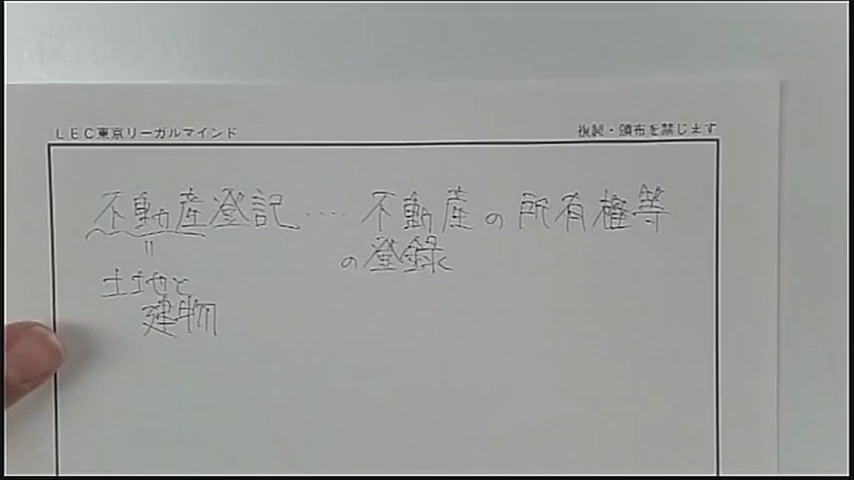 LEC東京リーガルマインド
複製・頒布を禁じます
不動産登記‥‥不動産の所有権等
の登録
〃
土地と
建物